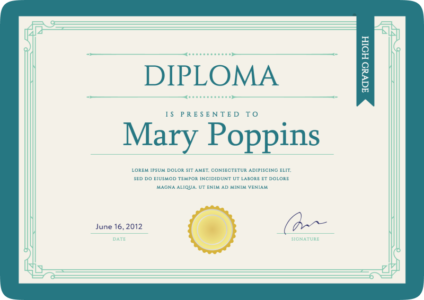 HIGH GRADE
DIPLOMA
IS PRESENTED TO
Mary Poppins
LOREM IPSUM DOLOR SIT AMET, CONSECTETUR ADIPISICING ELIT,
SED DO EIUSMOD TEMPOR INCIDIDUNT UT LABORE ET DOLORE
MAGNA ALIQUA. UT ENIM AD MINIM VENIAM
June 16, 2012
DATE
SIGNATURE